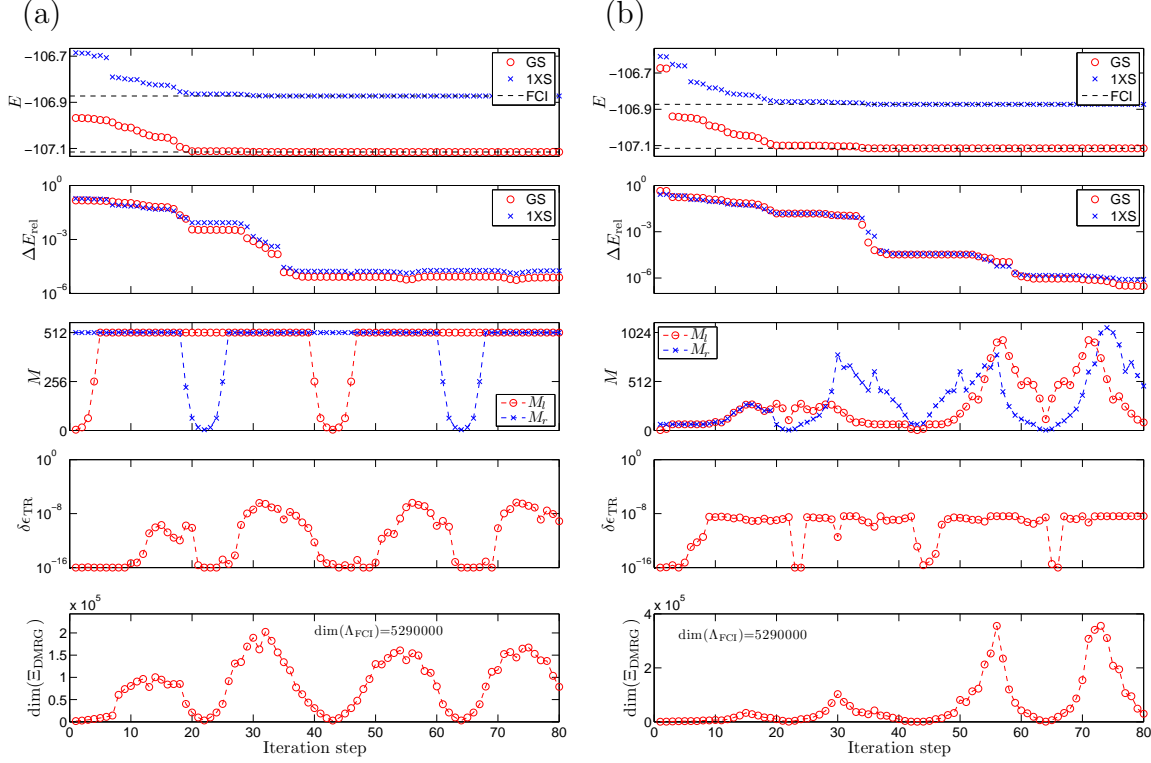 (a)
−106.7
−106.9
−107.1
E
GS
1XS
FCI
10^0
10^−3
10^−6
ΔE_rel
GS
1XS
512
256
0
M
M_l
M_r
10^0
10^−8
10^−16
δϵ_TR
x 10^5
2
1.5
1
0.5
0
dim(Ξ_DMRG)
dim(Λ_FCI)=5290000
0 10 20 30 40 50 60 70 80
Iteration step
(b)
−106.7
−106.9
−107.1
E
GS
1XS
FCI
10^0
10^−3
10^−6
ΔE_rel
GS
1XS
1024
512
0
M
M_l
M_r
10^0
10^−8
10^−16
δϵ_TR
x 10^5
4
2
0
dim(Ξ_DMRG)
dim(Λ_FCI)=5290000
0 10 20 30 40 50 60 70 80
Iteration step